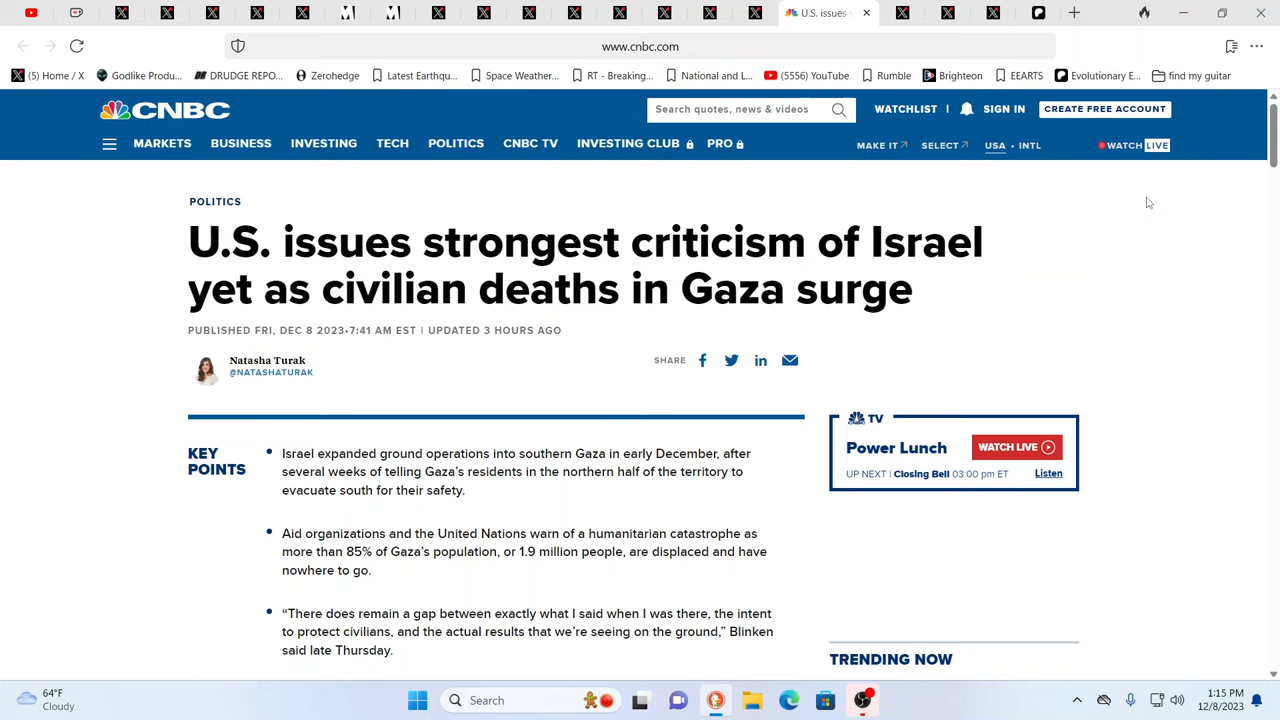 U.S. issues
www.cnbc.com
(5) Home / X
Godlike Produ...
DRUDGE REPO...
Zerohedge
Latest Earthqu...
Space Weather...
RT - Breaking...
National and L...
(5556) YouTube
Rumble
Brighteon
EEARTS
Evolutionary E...
find my guitar
CNBC
Search quotes, news & videos
WATCHLIST
SIGN IN
CREATE FREE ACCOUNT
MARKETS
BUSINESS
INVESTING
TECH
POLITICS
CNBC TV
INVESTING CLUB
PRO
MAKE IT
SELECT
USA • INTL
WATCH LIVE
POLITICS
U.S. issues strongest criticism of Israel
yet as civilian deaths in Gaza surge
PUBLISHED FRI, DEC 8 2023•7:41 AM EST | UPDATED 3 HOURS AGO
Natasha Turak
@NATASHATURAK
SHARE
KEY
POINTS
Israel expanded ground operations into southern Gaza in early December, after
several weeks of telling Gaza’s residents in the northern half of the territory to
evacuate south for their safety.
Aid organizations and the United Nations warn of a humanitarian catastrophe as
more than 85% of Gaza’s population, or 1.9 million people, are displaced and have
nowhere to go.
“There does remain a gap between exactly what I said when I was there, the intent
to protect civilians, and the actual results that we’re seeing on the ground,” Blinken
said late Thursday.
TV
Power Lunch
WATCH LIVE
UP NEXT | Closing Bell 03:00 pm ET
Listen
TRENDING NOW
64°F
Cloudy
Search
1:15 PM
12/8/2023